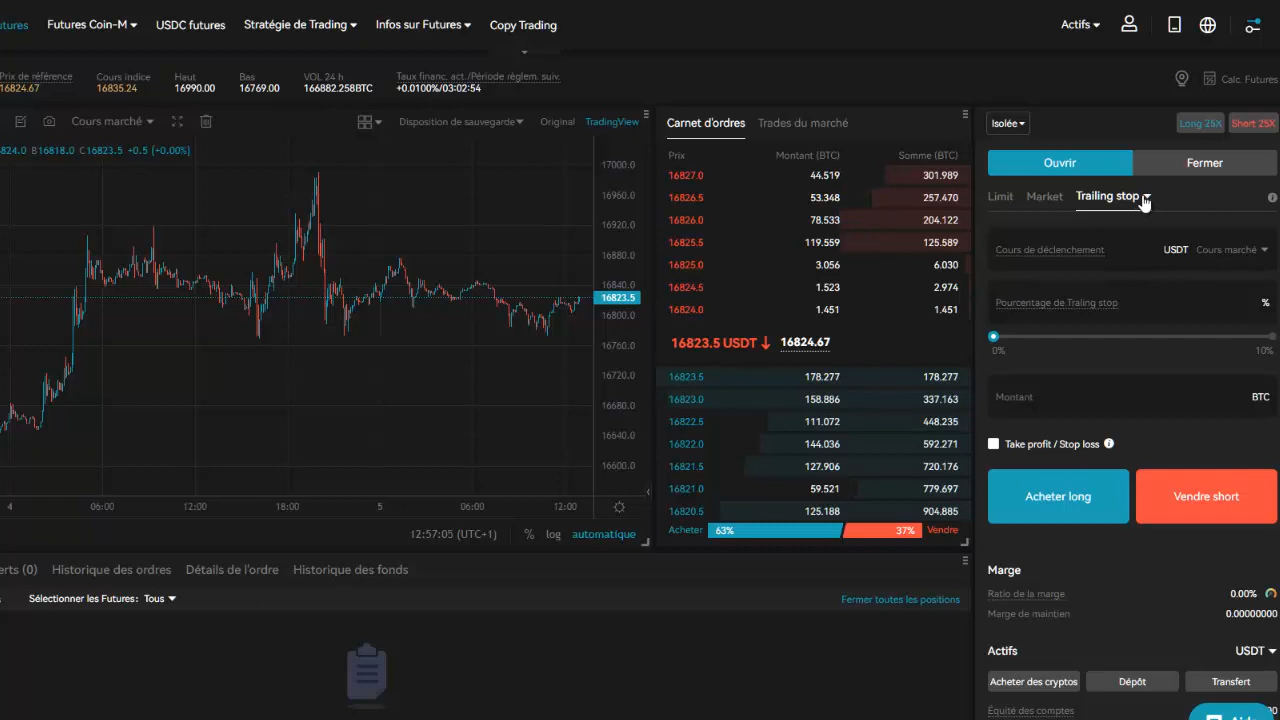 utures Futures Coin-M USDC futures Stratégie de Trading Infos sur Futures Copy Trading Actifs
Prix de référence Cours indice Haut Bas VOL 24 h Taux financ. act./Période règlem. suiv.
16824.67 16835.24 16990.00 16769.00 166882.258BTC +0.0100%/03:02:54
Calc. Futures
Cours marché Disposition de sauvegarde Original TradingView
824.0 B16818.0 C16823.5 +0.5 (+0.00%)
17000.0
16960.0
16920.0
16880.0
16840.0
16823.5
16800.0
16760.0
16720.0
16680.0
16640.0
16600.0
4 06:00 12:00 18:00 5 06:00 12:00
12:57:05 (UTC+1) % log automatique
Carnet d'ordres Trades du marché
Prix Montant (BTC) Somme (BTC)
16827.0 44.519 301.989
16826.5 53.348 257.470
16826.0 78.533 204.122
16825.5 119.559 125.589
16825.0 3.056 6.030
16824.5 1.523 2.974
16824.0 1.451 1.451
16823.5 USDT 16824.67
16823.5 178.277 178.277
16823.0 158.886 337.163
16822.5 111.072 448.235
16822.0 144.036 592.271
16821.5 127.906 720.176
16821.0 59.521 779.697
16820.5 125.188 904.885
Acheter 63% 37% Vendre
Isolée Long 25X Short 25X
Ouvrir Fermer
Limit Market Trailing stop
Cours de déclenchement USDT Cours marché
Pourcentage de Trailing stop %
0% 10%
Montant BTC
Take profit / Stop loss
Acheter long Vendre short
Marge
Ratio de la marge 0.00%
Marge de maintien 0.00000000
Actifs USDT
Acheter des cryptos Dépôt Transfert
Équité des comptes 00
erts (0) Historique des ordres Détails de l'ordre Historique des fonds
Sélectionner les Futures: Tous Fermer toutes les positions